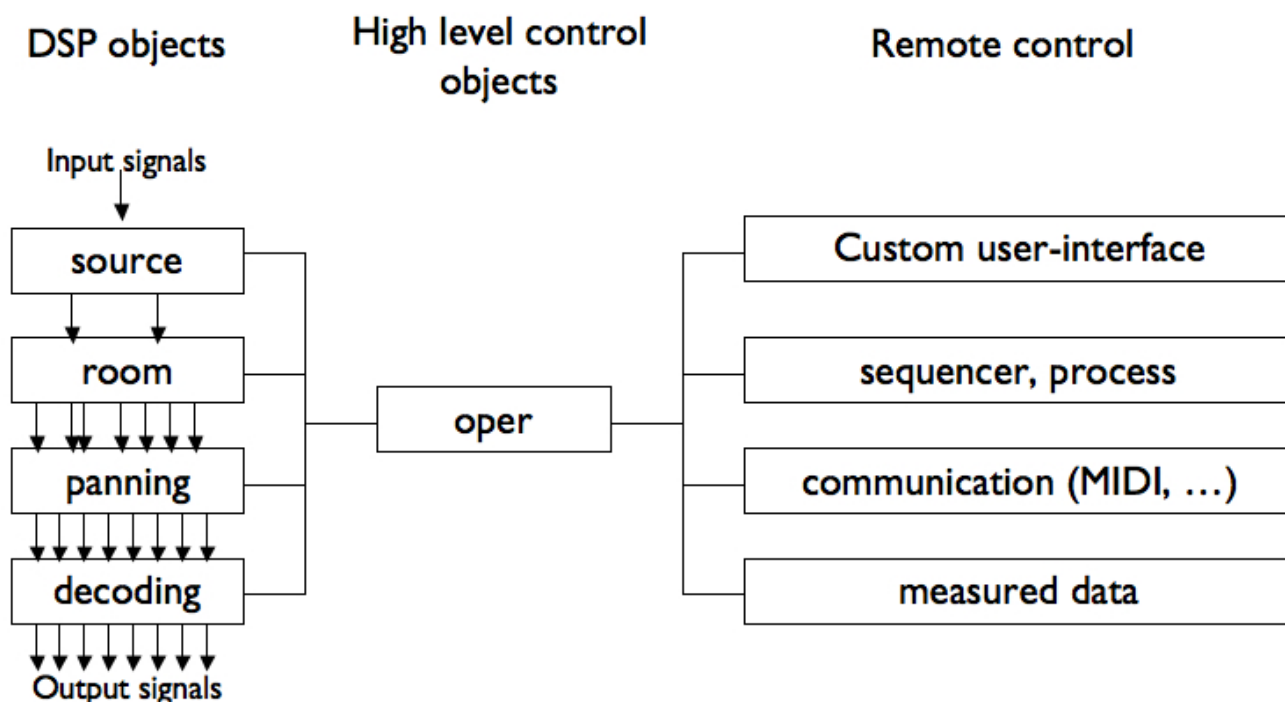 DSP objects
High level control
objects
Remote control
Input signals
source
room
panning
decoding
Output signals
oper
Custom user-interface
sequencer, process
communication (MIDI, …)
measured data